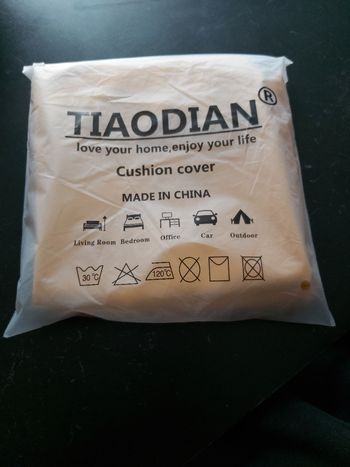 TIAODIAN®
love your home,enjoy your life
Cushion cover
MADE IN CHINA
Living Room Bedroom Office Car Outdoor
30 °C 120°C